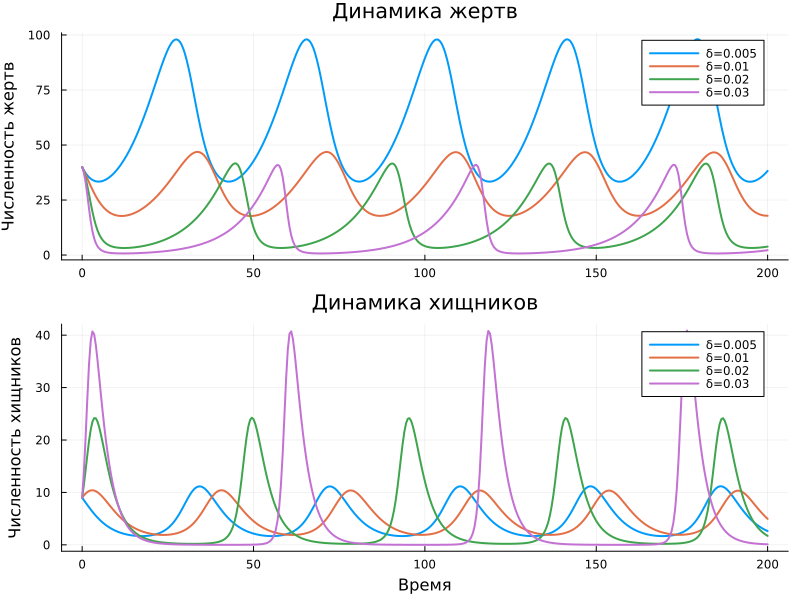 Динамика жертв
Численность жертв
100
75
50
25
0
δ=0.005
δ=0.01
δ=0.02
δ=0.03
0 50 100 150 200
Динамика хищников
Численность хищников
40
30
20
10
0
δ=0.005
δ=0.01
δ=0.02
δ=0.03
0 50 100 150 200
Время